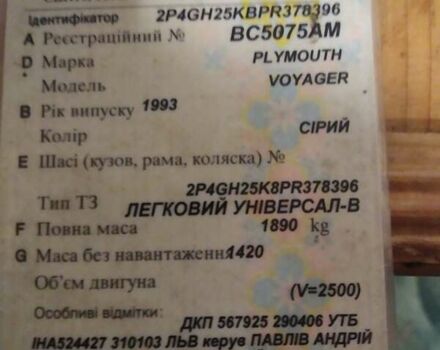 Ідентифікатор 2P4GH25KBPR378396
A Реєстраційний № BC5075AM
D Марка PLYMOUTH
Модель VOYAGER
B Рік випуску 1993
Колір СІРИЙ
E Шасі (кузов, рама, коляска) №
2P4GH25K8PR378396
Тип ТЗ ЛЕГКОВИЙ УНІВЕРСАЛ-В
F Повна маса 1890 kg
G Маса без навантаженн 1420
Об'єм двигуна (V=2500)
Особливі відмітки:
ДКП 567925 290406 УТБ
ІНА524427 310103 ЛЬВ керув ПАВЛІВ АНДРІЙ